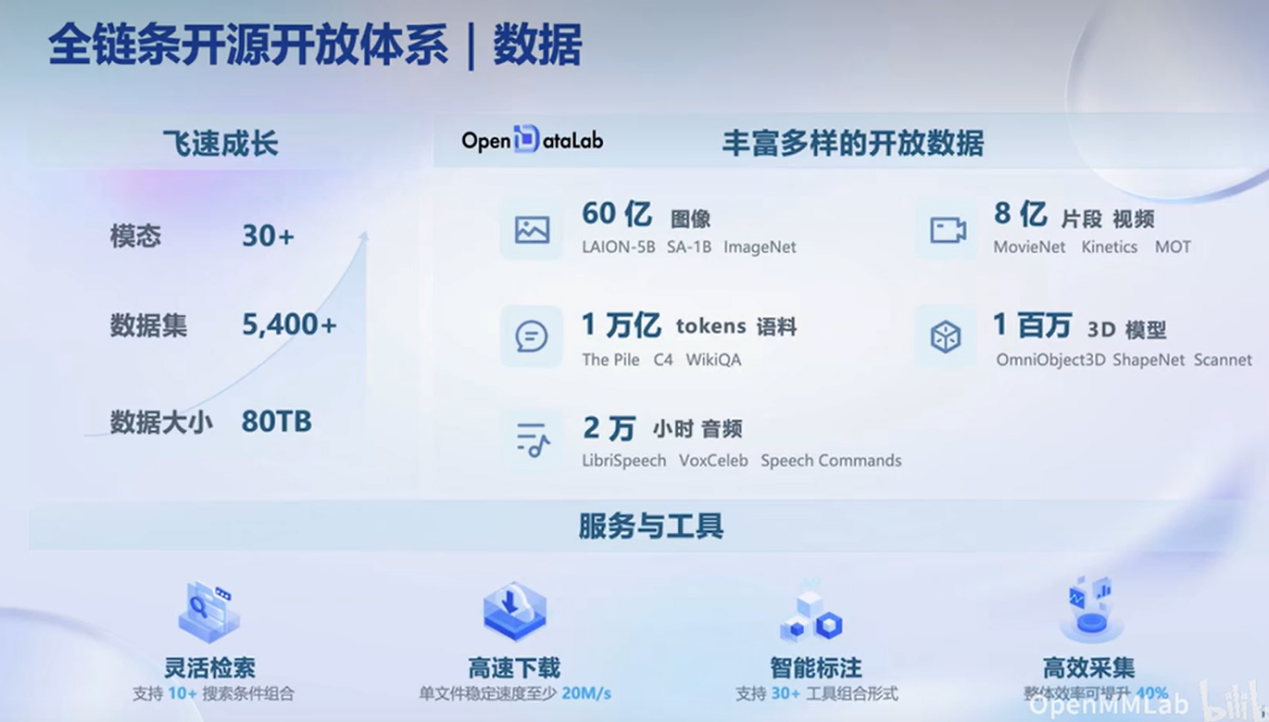 全链条开源开放体系｜数据
飞速成长
模态 30+
数据集 5,400+
数据大小 80TB
OpenDataLab 丰富多样的开放数据
60 亿 图像
LAION-5B SA-1B ImageNet
8 亿 片段 视频
MovieNet Kinetics MOT
1 万亿 tokens 语料
The Pile C4 WikiQA
1 百万 3D 模型
OmniObject3D ShapeNet Scannet
2 万 小时 音频
LibriSpeech VoxCeleb Speech Commands
服务与工具
灵活检索
支持 10+ 搜索条件组合
高速下载
单文件稳定速度至少 20M/s
智能标注
支持 30+ 工具组合形式
高效采集
整体效率可提升 40%
OpenMMLab